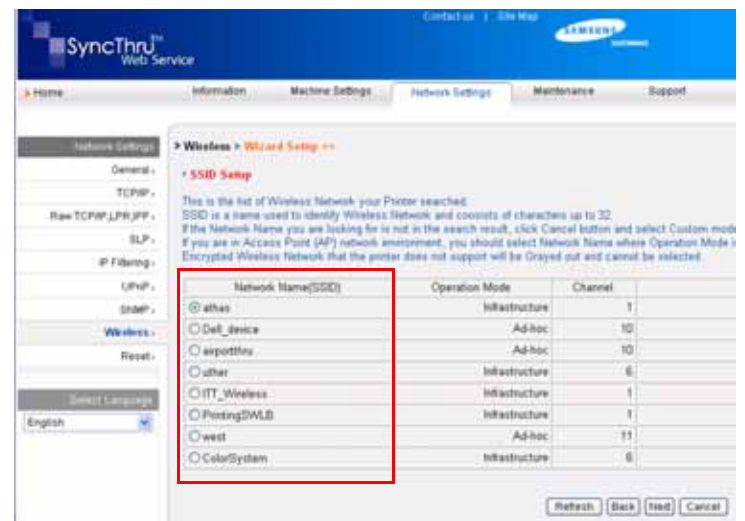 Contact us | Site Map
SAMSUNG
SyncThru™
Web Service
Home
Information
Machine Settings
Network Settings
Maintenance
Support
Network Settings
General
TCP/IP
Raw TCP/IP,LPR,IPP
SLP
IP Filtering
UPnP
SNMP
Wireless
Reset
Select Language
English
> Wireless > Wizard Setup >>
SSID Setup
This is the list of Wireless Network your Printer searched.
SSID is a name used to identify Wireless Network and consists of characters up to 32.
If the Network Name you are looking for is not in the search result, click Cancel button and select Custom mode
If you are in Access Point (AP) network environment, you should select Network Name where Operation Mode is
Encrypted Wireless Network that the printer does not support will be Grayed out and cannot be selected.
Network Name(SSID) Operation Mode Channel
athas Infrastructure 1
Dell_device Ad-hoc 10
airportthru Ad-hoc 10
uther Infrastructure 6
ITT_Wireless Infrastructure 1
PrintingSWLB Infrastructure 1
west Ad-hoc 11
ColorSystem Infrastructure 6
Refresh Back Next Cancel